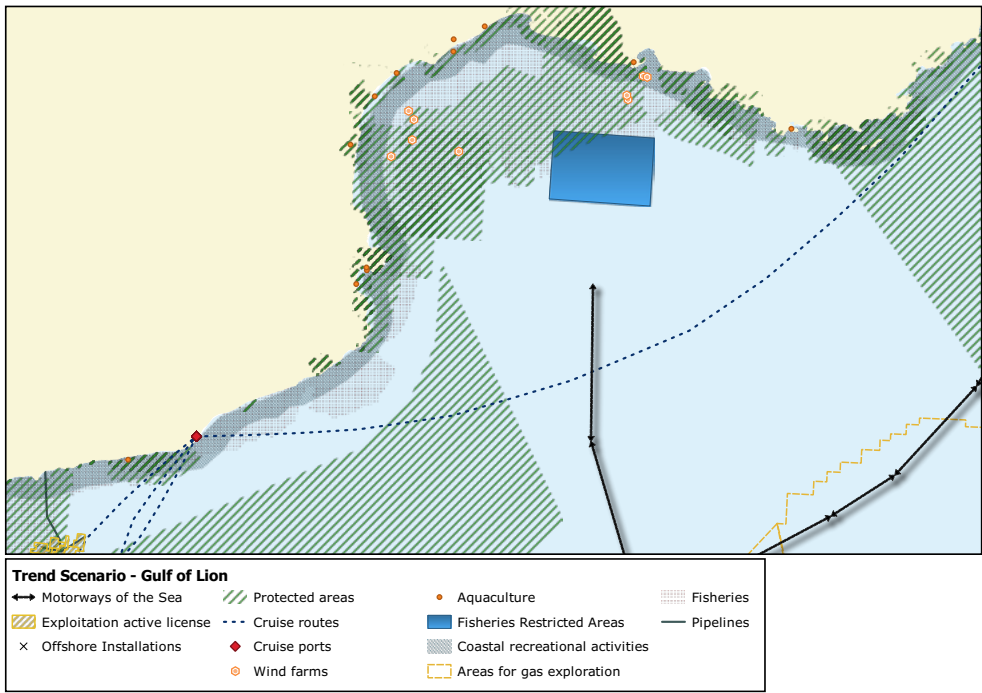 Trend Scenario - Gulf of Lion
Motorways of the Sea
Protected areas
Aquaculture
Fisheries
Exploitation active license
Cruise routes
Fisheries Restricted Areas
Pipelines
Offshore Installations
Cruise ports
Coastal recreational activities
Wind farms
Areas for gas exploration